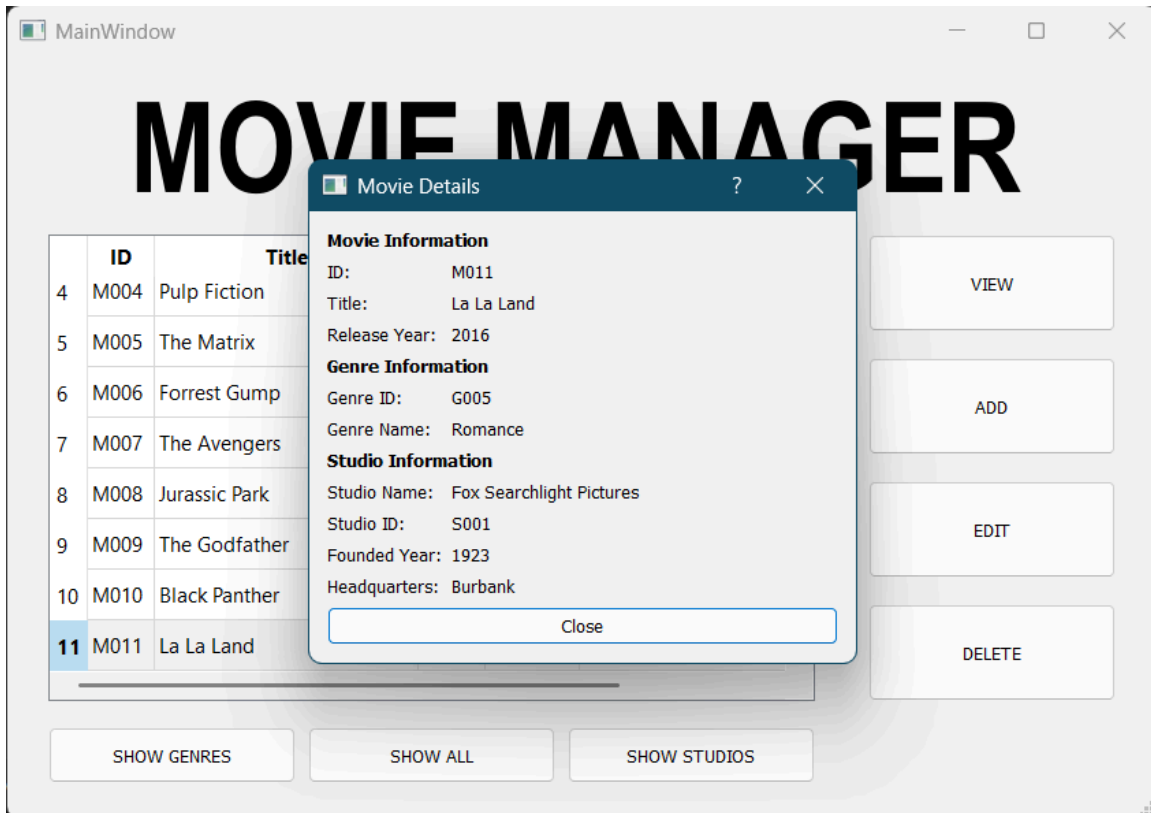 MainWindow
MOVIE MANAGER
Movie Details ?
Movie Information
ID: M011
Title: La La Land
Release Year: 2016
Genre Information
Genre ID: G005
Genre Name: Romance
Studio Information
Studio Name: Fox Searchlight Pictures
Studio ID: S001
Founded Year: 1923
Headquarters: Burbank
Close
ID Title
4 M004 Pulp Fiction
5 M005 The Matrix
6 M006 Forrest Gump
7 M007 The Avengers
8 M008 Jurassic Park
9 M009 The Godfather
10 M010 Black Panther
11 M011 La La Land
VIEW
ADD
EDIT
DELETE
SHOW GENRES
SHOW ALL
SHOW STUDIOS